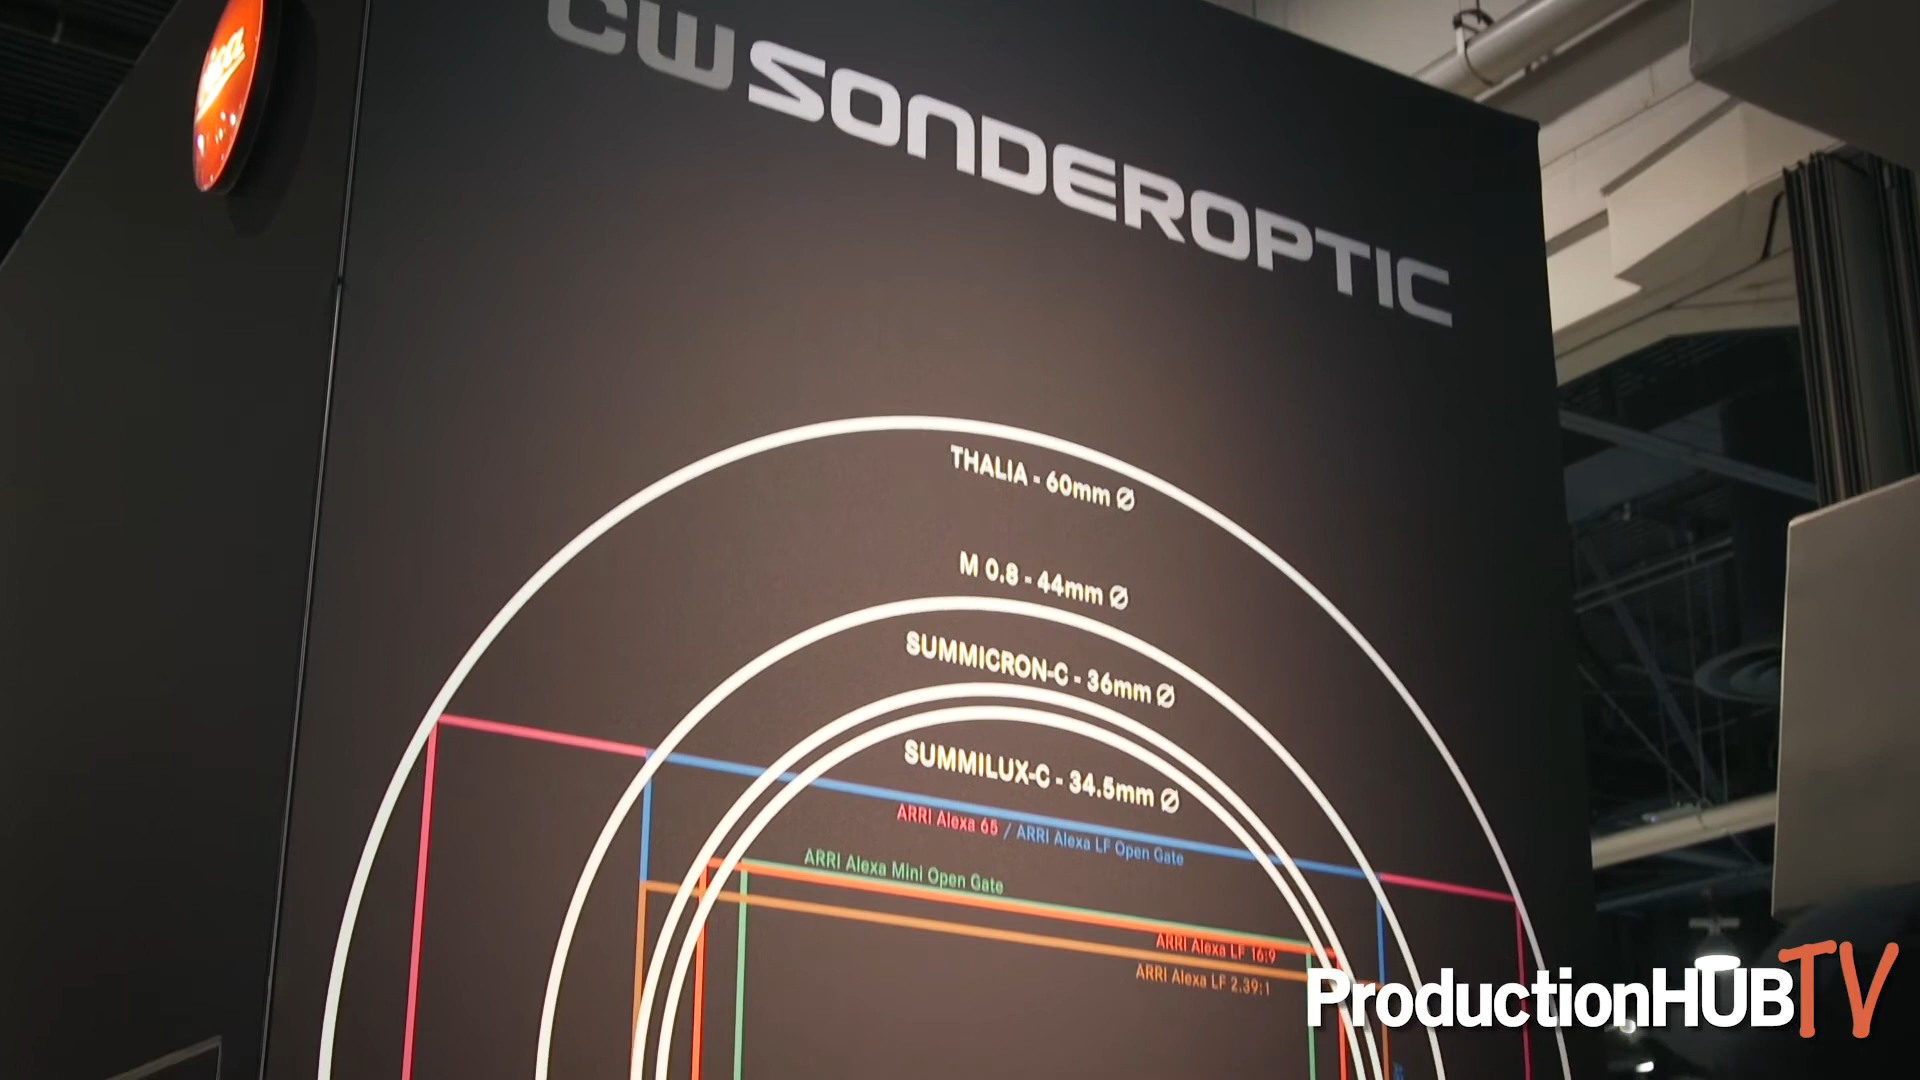 CW SONDEROPTIC
THALIA - 60mm Ø
M 0.8 - 44mm Ø
SUMMICRON-C - 36mm Ø
SUMMILUX-C - 34.5mm Ø
ARRI Alexa 65 / ARRI Alexa LF Open Gate
ARRI Alexa Mini Open Gate
ARRI Alexa LF 16:9
ARRI Alexa LF 2.39:1
ProductionHUBTV